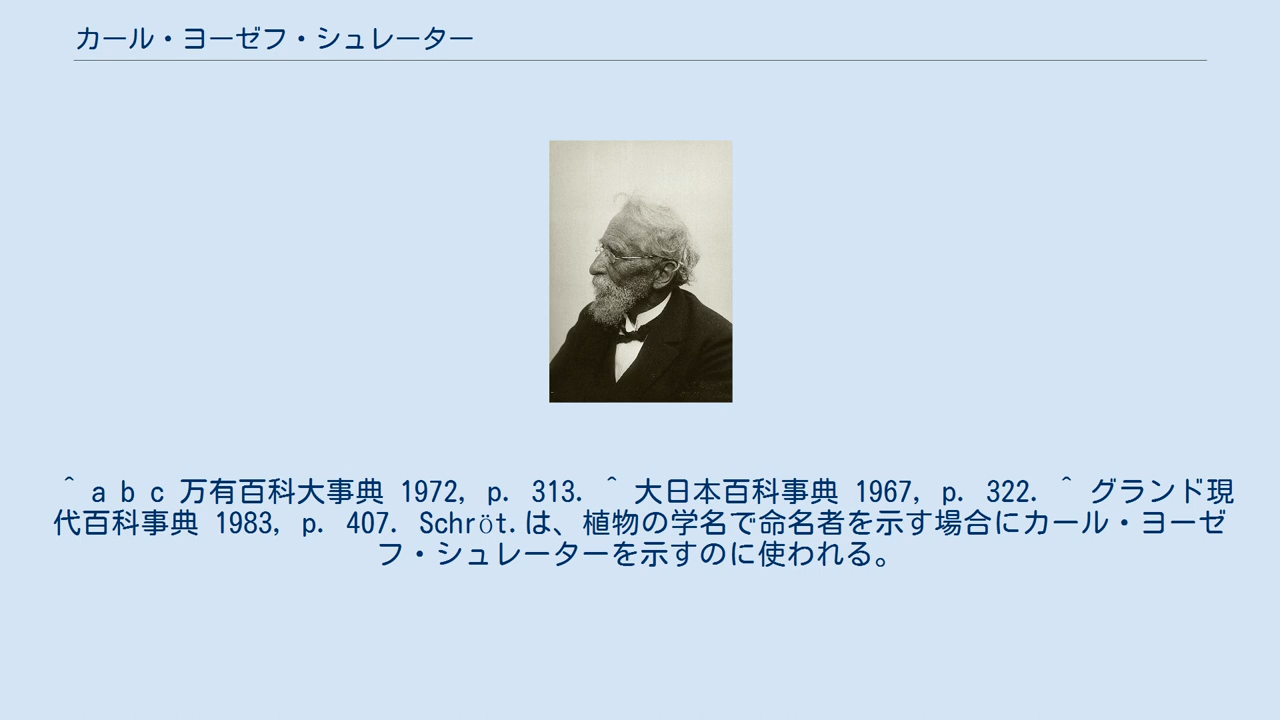 カール・ヨーゼフ・シュレーター
^ a b c 万有百科大事典 1972, p. 313. ^ 大日本百科事典 1967, p. 322. ^ グランド現
代百科事典 1983, p. 407. Schröt.は、植物の学名で命名者を示す場合にカール・ヨーゼ
フ・シュレーターを示すのに使われる。